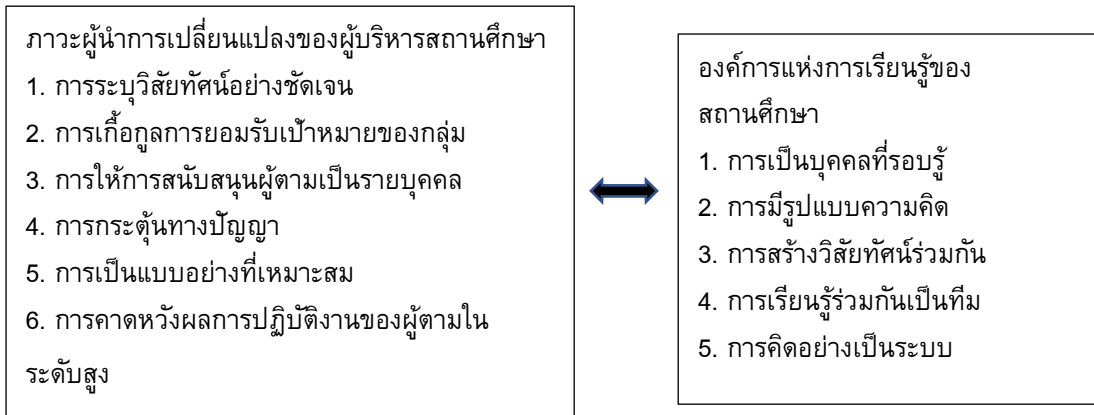 ภาวะผู้นำการเปลี่ยนแปลงของผู้บริหารสถานศึกษา
1. การระบุวิสัยทัศน์อย่างชัดเจน
2. การเกื้อกูลการยอมรับเป้าหมายของกลุ่ม
3. การให้การสนับสนุนผู้ตามเป็นรายบุคคล
4. การกระตุ้นทางปัญญา
5. การเป็นแบบอย่างที่เหมาะสม
6. การคาดหวังผลการปฏิบัติงานของผู้ตามใน
ระดับสูง
องค์การแห่งการเรียนรู้ของ
สถานศึกษา
1. การเป็นบุคคลที่รอบรู้
2. การมีรูปแบบความคิด
3. การสร้างวิสัยทัศน์ร่วมกัน
4. การเรียนรู้ร่วมกันเป็นทีม
5. การคิดอย่างเป็นระบบ